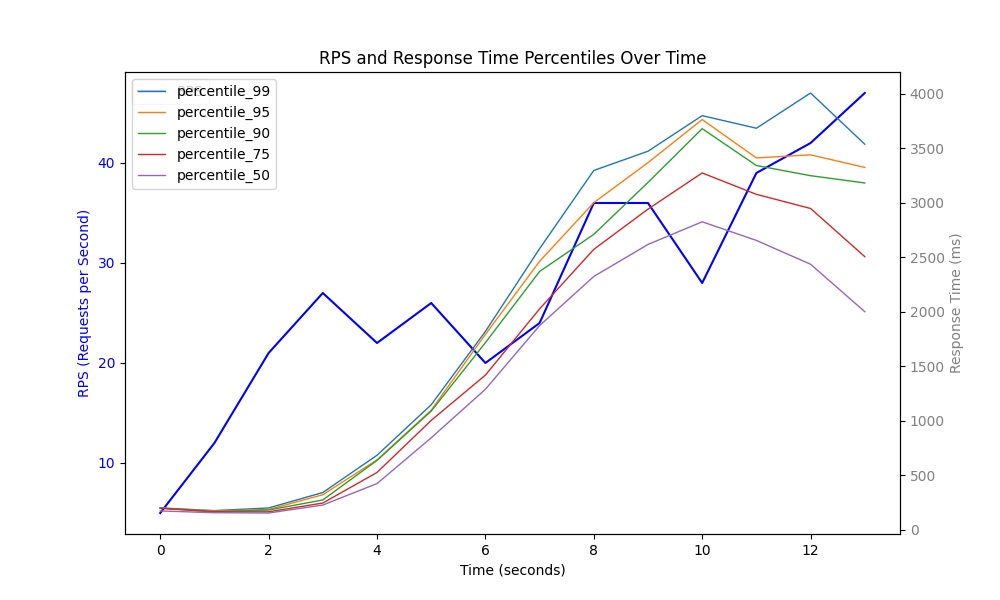 RPS and Response Time Percentiles Over Time
percentile_99
percentile_95
percentile_90
percentile_75
percentile_50
RPS (Requests per Second)
40
30
20
10
4000
3500
3000
2500
2000
1500
1000
500
0
Response Time (ms)
0 2 4 6 8 10 12
Time (seconds)